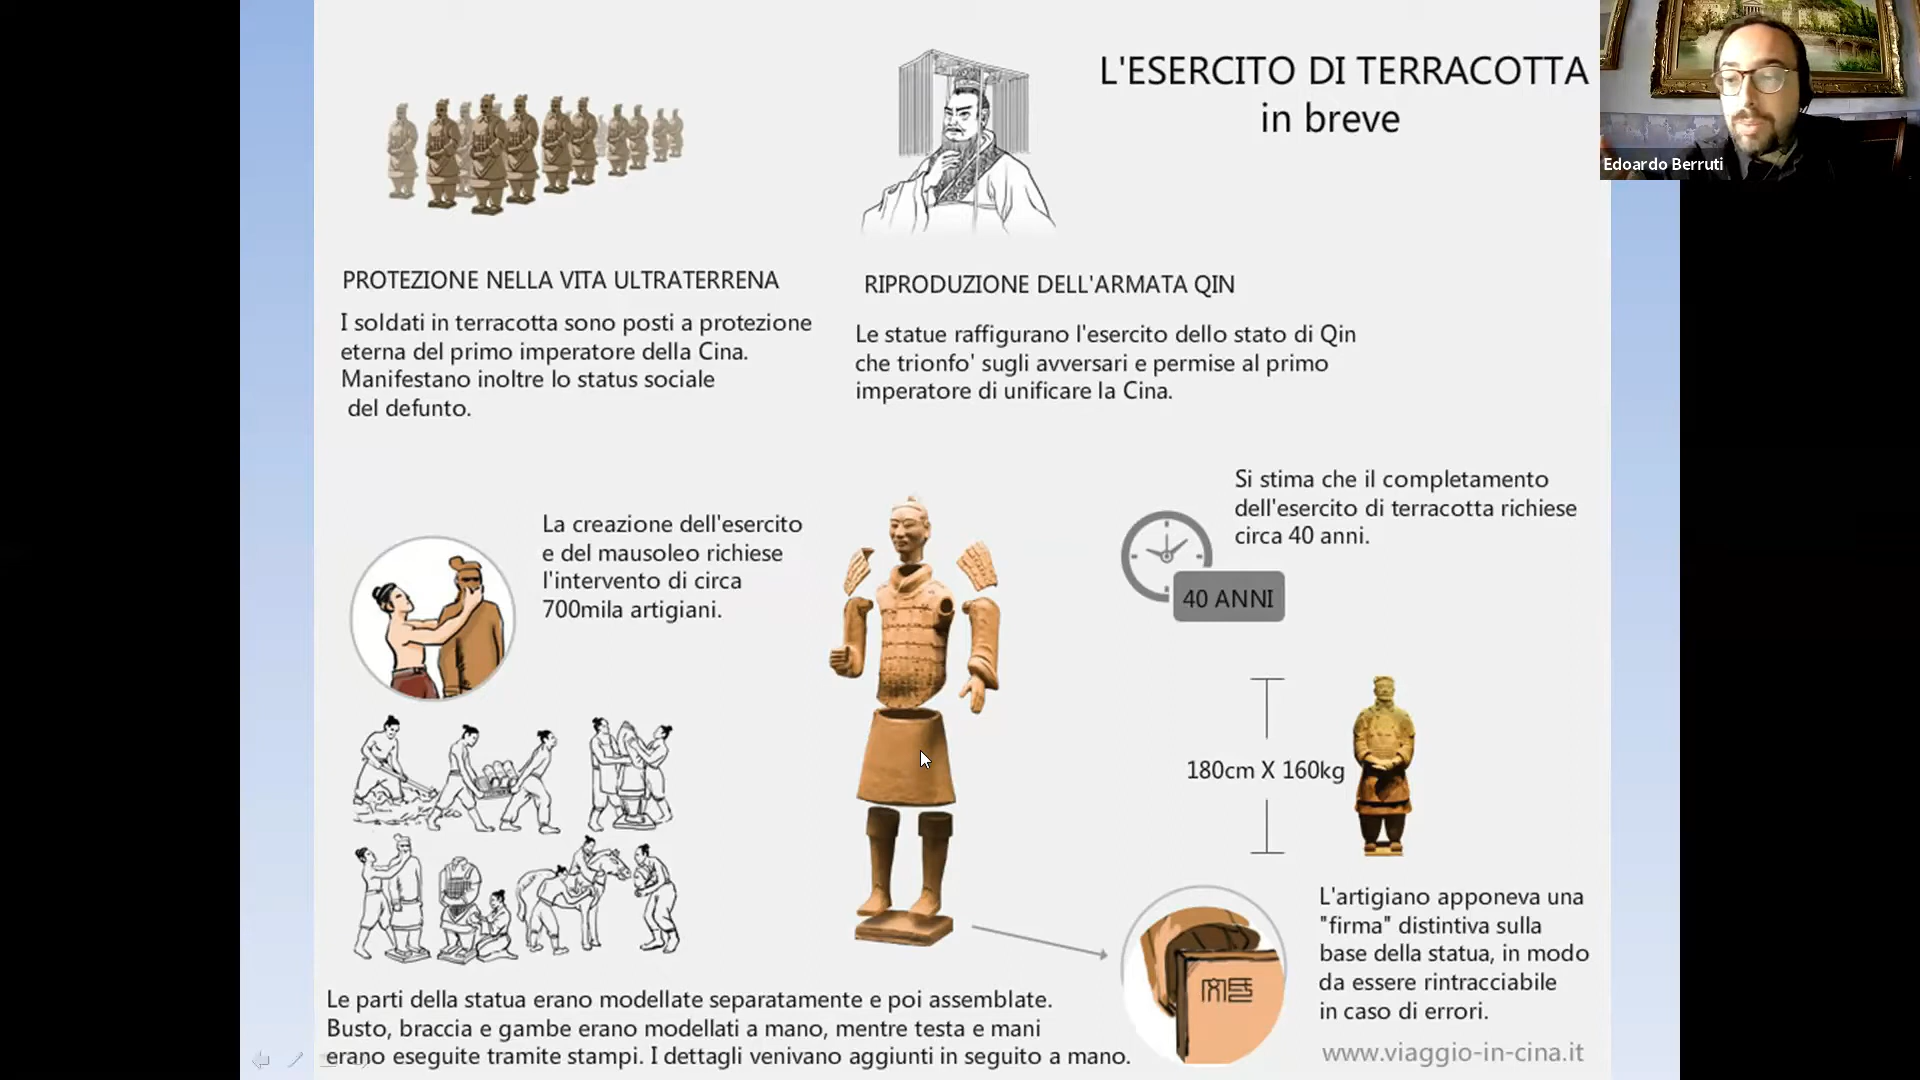 L'ESERCITO DI TERRACOTTA
in breve
Edoardo Berruti
PROTEZIONE NELLA VITA ULTRATERRENA
I soldati in terracotta sono posti a protezione
eterna del primo imperatore della Cina.
Manifestano inoltre lo status sociale
del defunto.
RIPRODUZIONE DELL'ARMATA QIN
Le statue raffigurano l'esercito dello stato di Qin
che trionfo' sugli avversari e permise al primo
imperatore di unificare la Cina.
La creazione dell'esercito
e del mausoleo richiese
l'intervento di circa
700mila artigiani.
Si stima che il completamento
dell'esercito di terracotta richiese
circa 40 anni.
40 ANNI
180cm X 160kg
L'artigiano apponeva una
"firma" distintiva sulla
base della statua, in modo
da essere rintracciabile
in caso di errori.
Le parti della statua erano modellate separatamente e poi assemblate.
Busto, braccia e gambe erano modellati a mano, mentre testa e mani
erano eseguite tramite stampi. I dettagli venivano aggiunti in seguito a mano.
www.viaggio-in-cina.it